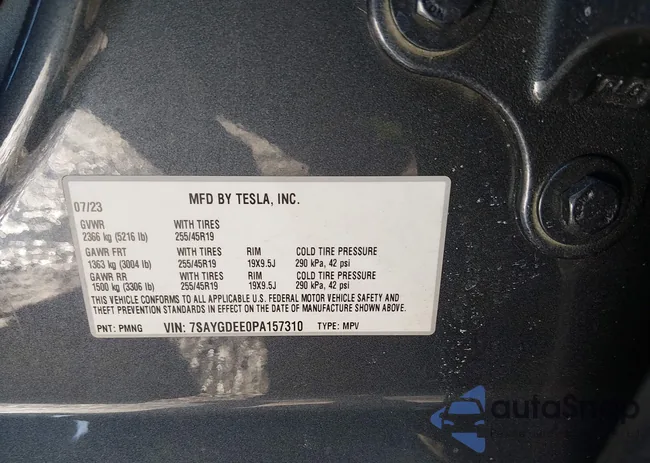 07/23 MFD BY TESLA, INC.
GVWR WITH TIRES
2366 kg (5216 lb) 255/45R19
GAWR FRT WITH TIRES RIM COLD TIRE PRESSURE
1363 kg (3004 lb) 255/45R19 19X9.5J 290 kPa, 42 psi
GAWR RR WITH TIRES RIM COLD TIRE PRESSURE
1500 kg (3306 lb) 255/45R19 19X9.5J 290 kPa, 42 psi
THIS VEHICLE CONFORMS TO ALL APPLICABLE U.S. FEDERAL MOTOR VEHICLE SAFETY AND
THEFT PREVENTION STANDARDS IN EFFECT ON THE DATE OF MANUFACTURE SHOWN ABOVE.
PNT: PMNG VIN: 7SAYGDEE0PA157310 TYPE: MPV
autoSnap